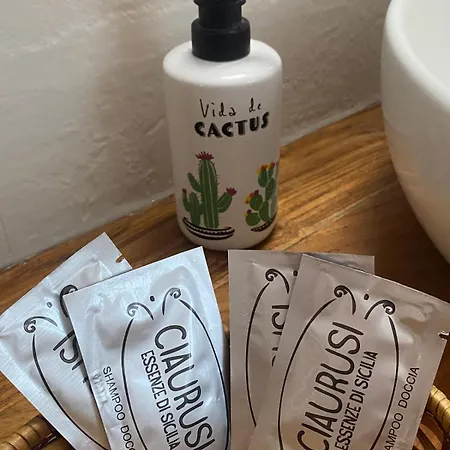 Vida de
CACTUS
CIAURUSI
ESSENZE DI SICILIA
SHAMPOO DOCCIA
CIAURUSI
ESSENZE DI SICILIA
SHAMPOO DOCCIA